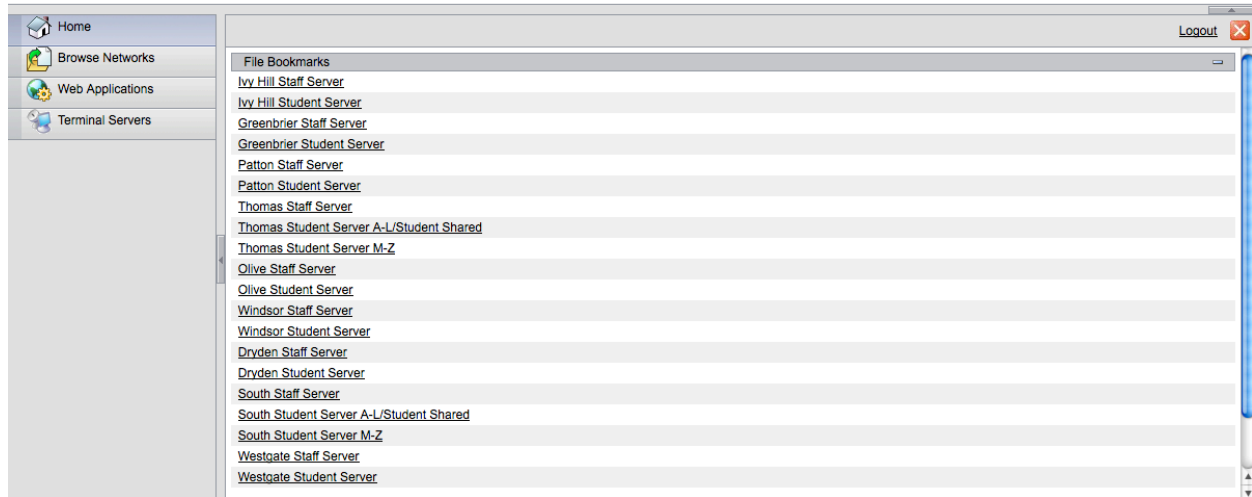 Home
Logout
Browse Networks
File Bookmarks
Web Applications
Terminal Servers
Ivy Hill Staff Server
Ivy Hill Student Server
Greenbrier Staff Server
Greenbrier Student Server
Patton Staff Server
Patton Student Server
Thomas Staff Server
Thomas Student Server A-L/Student Shared
Thomas Student Server M-Z
Olive Staff Server
Olive Student Server
Windsor Staff Server
Windsor Student Server
Dryden Staff Server
Dryden Student Server
South Staff Server
South Student Server A-L/Student Shared
South Student Server M-Z
Westgate Staff Server
Westgate Student Server